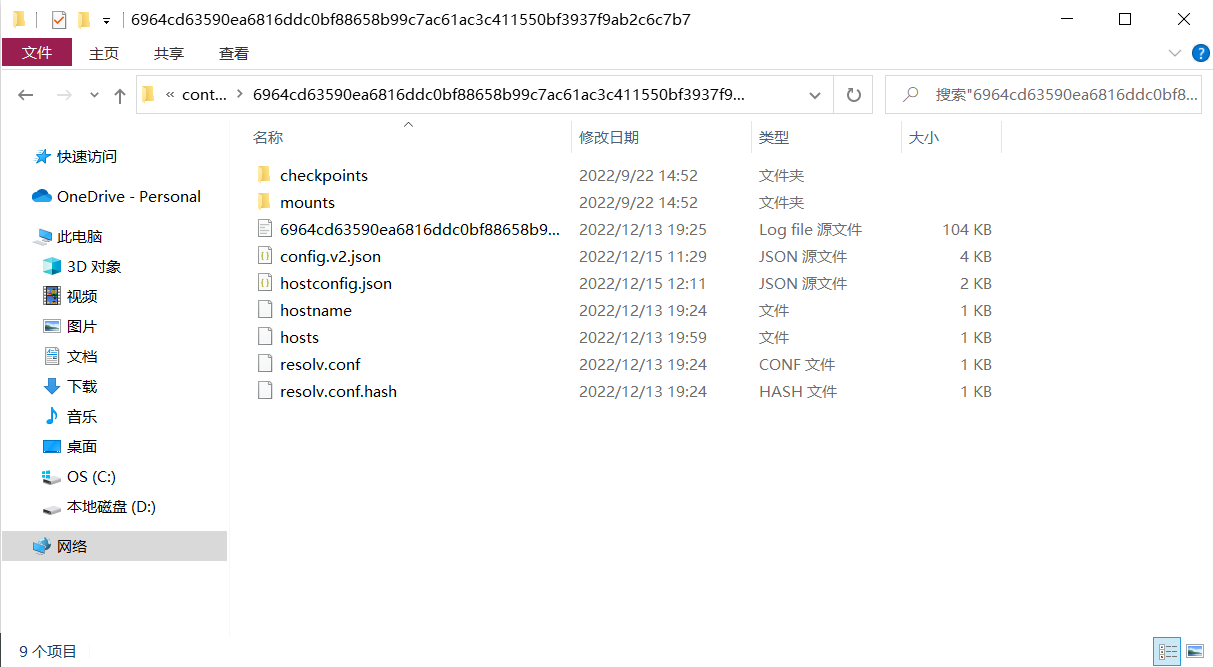 6964cd63590ea6816ddc0bf88658b99c7ac61ac3c411550bf3937f9ab2c6c7b7
文件 主页 共享 查看
« cont... › 6964cd63590ea6816ddc0bf88658b99c7ac61ac3c411550bf3937f9... 搜索"6964cd63590ea6816ddc0bf8...
名称 修改日期 类型 大小
快速访问
OneDrive - Personal
此电脑
3D 对象
视频
图片
文档
下载
音乐
桌面
OS (C:)
本地磁盘 (D:)
网络
checkpoints 2022/9/22 14:52 文件夹
mounts 2022/9/22 14:52 文件夹
6964cd63590ea6816ddc0bf88658b9... 2022/12/13 19:25 Log file 源文件 104 KB
config.v2.json 2022/12/15 11:29 JSON 源文件 4 KB
hostconfig.json 2022/12/15 12:11 JSON 源文件 2 KB
hostname 2022/12/13 19:24 文件 1 KB
hosts 2022/12/13 19:59 文件 1 KB
resolv.conf 2022/12/13 19:24 CONF 文件 1 KB
resolv.conf.hash 2022/12/13 19:24 HASH 文件 1 KB
9 个项目